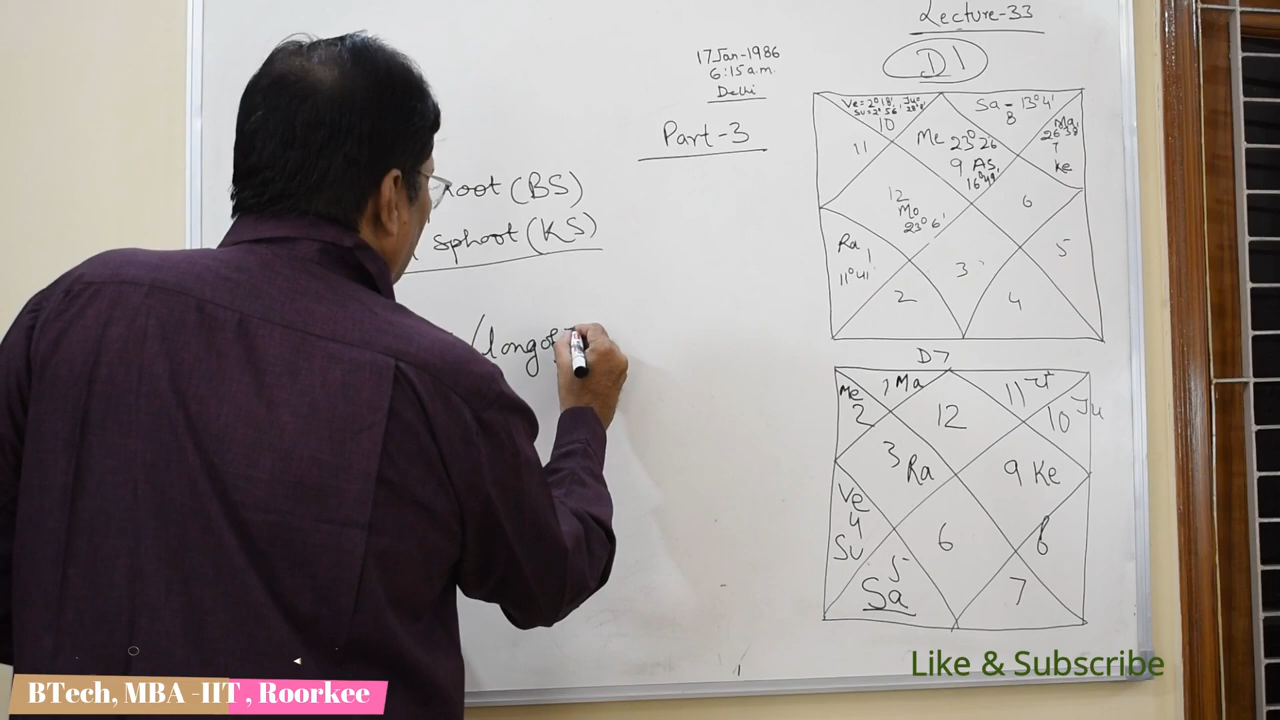 Lecture-33
D1
17 Jan-1986
6:15 a.m.
Delhi
Part-3
root (BS)
sphoot (KS)
(long of
Ve = 2°18', Ju
Su = 2°56', 28°8'
10
Sa - 13°4'
8
Ma
26°38'
7
Ke
11
Me 23°26
9 As
16°49'
12
Mo
23°6'
6
Ra 1
11°41'
5
2
3
4
D7
Me
2
1 Ma
12
11
10
Ju
3 Ra
9 Ke
Ve
4
Su
6
8
5
Sa
7
Like & Subscribe
BTech, MBA -IIT , Roorkee